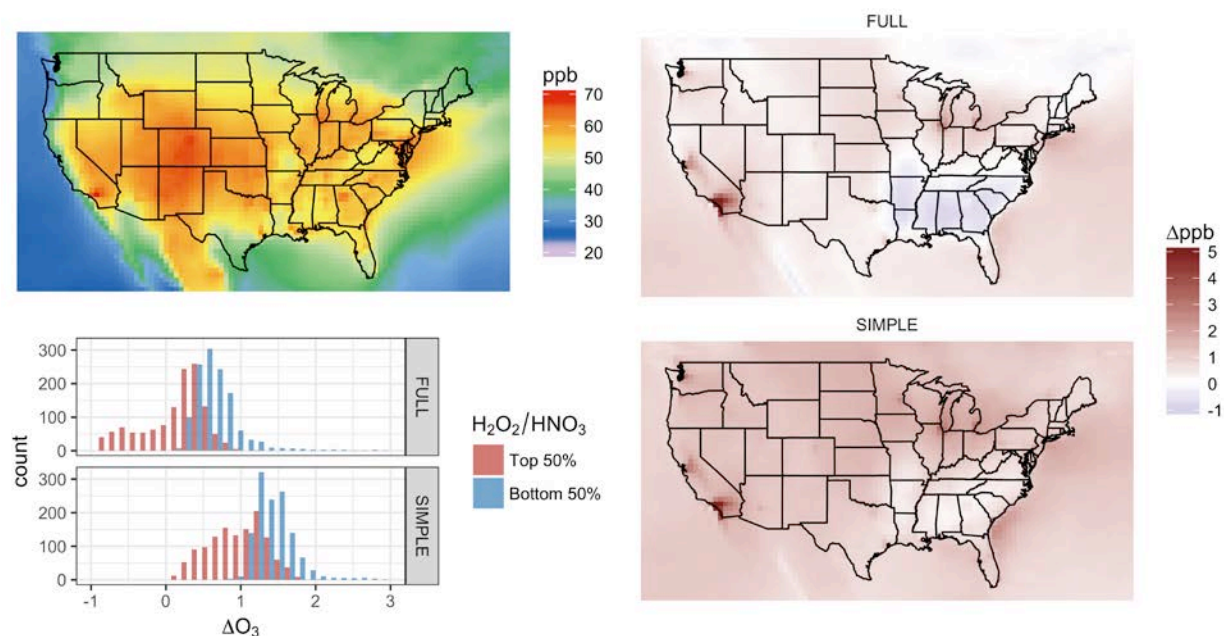 ppb
70
60
50
40
30
20
FULL
Δppb
5
4
3
2
1
0
-1
SIMPLE
300
200
100
0
FULL
300
200
100
0
SIMPLE
count
-1 0 1 2 3
ΔO₃
H₂O₂/HNO₃
Top 50%
Bottom 50%